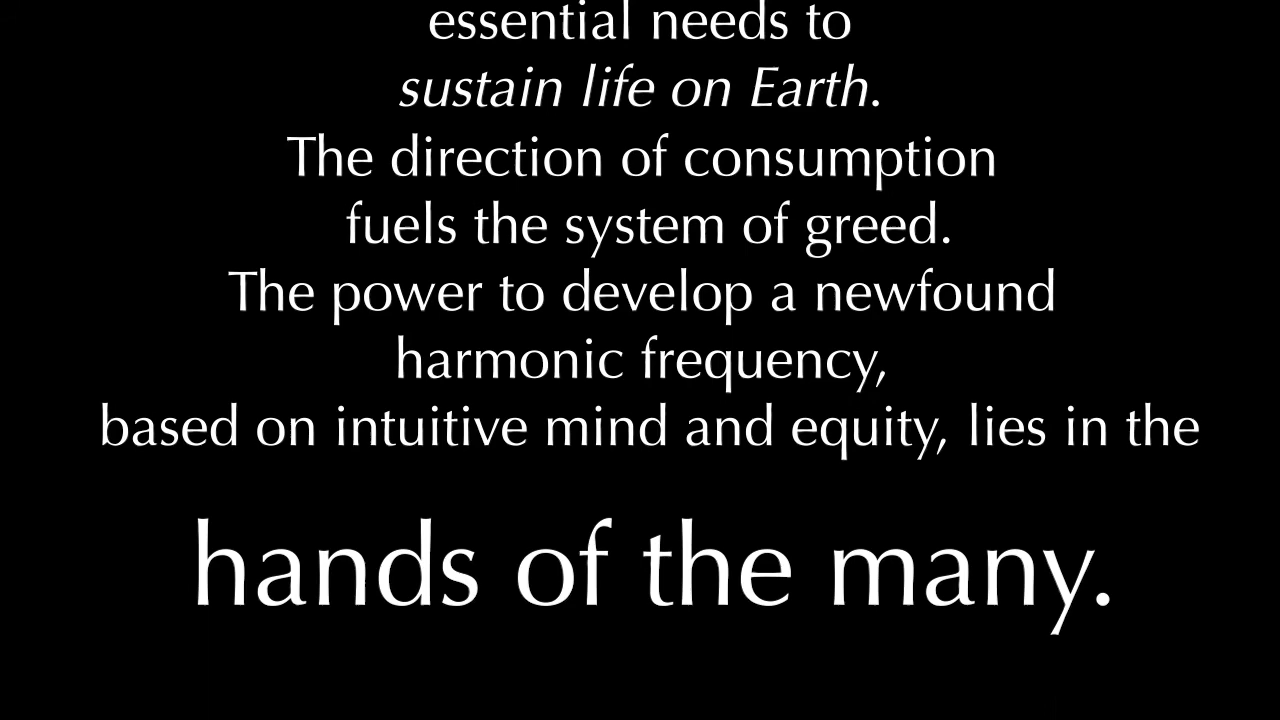 essential needs to
sustain life on Earth.
The direction of consumption
fuels the system of greed.
The power to develop a newfound
harmonic frequency,
based on intuitive mind and equity, lies in the
hands of the many.